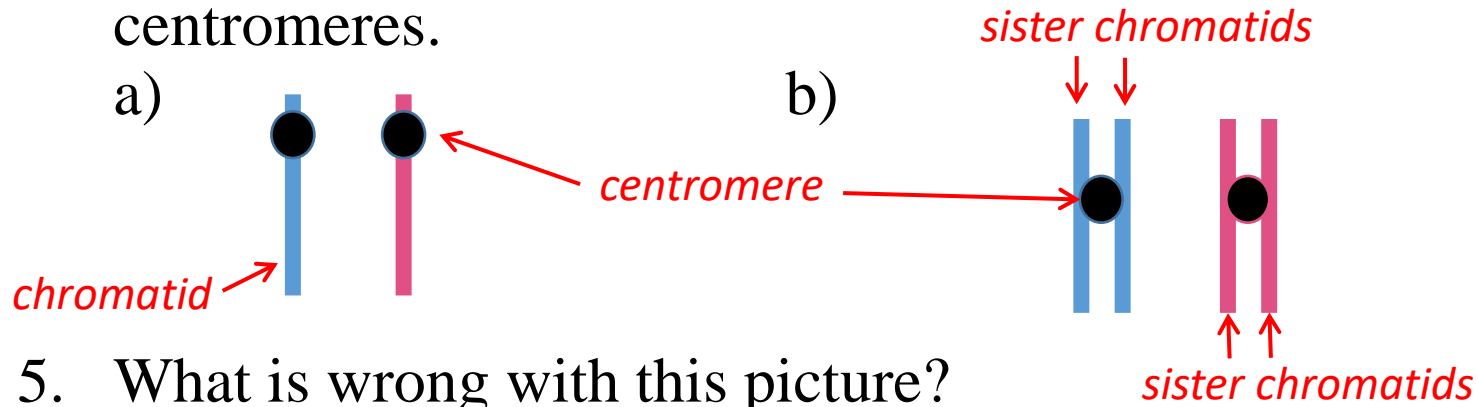 centromeres.
sister chromatids
a)
b)
centromere
chromatid
5. What is wrong with this picture?
sister chromatids